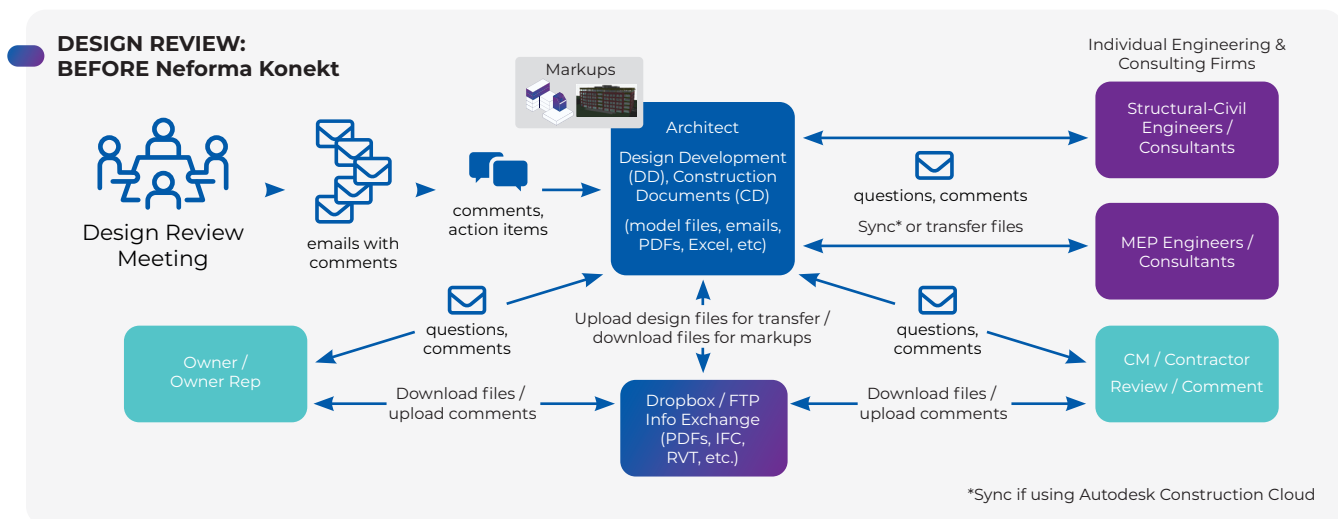 DESIGN REVIEW:
BEFORE Neforma Konekt
Individual Engineering &
Consulting Firms
Markups
Architect
Design Development
(DD), Construction
Documents (CD)
(model files, emails,
PDFs, Excel, etc)
Structural-Civil
Engineers /
Consultants
Design Review
Meeting
emails with
comments
comments,
action items
questions, comments
Sync* or transfer files
MEP Engineers /
Consultants
questions,
comments
Upload design files for transfer /
download files for markups
questions,
comments
Owner /
Owner Rep
CM / Contractor
Review / Comment
Download files /
upload comments
Dropbox / FTP
Info Exchange
(PDFs, IFC,
RVT, etc.)
Download files /
upload comments
*Sync if using Autodesk Construction Cloud